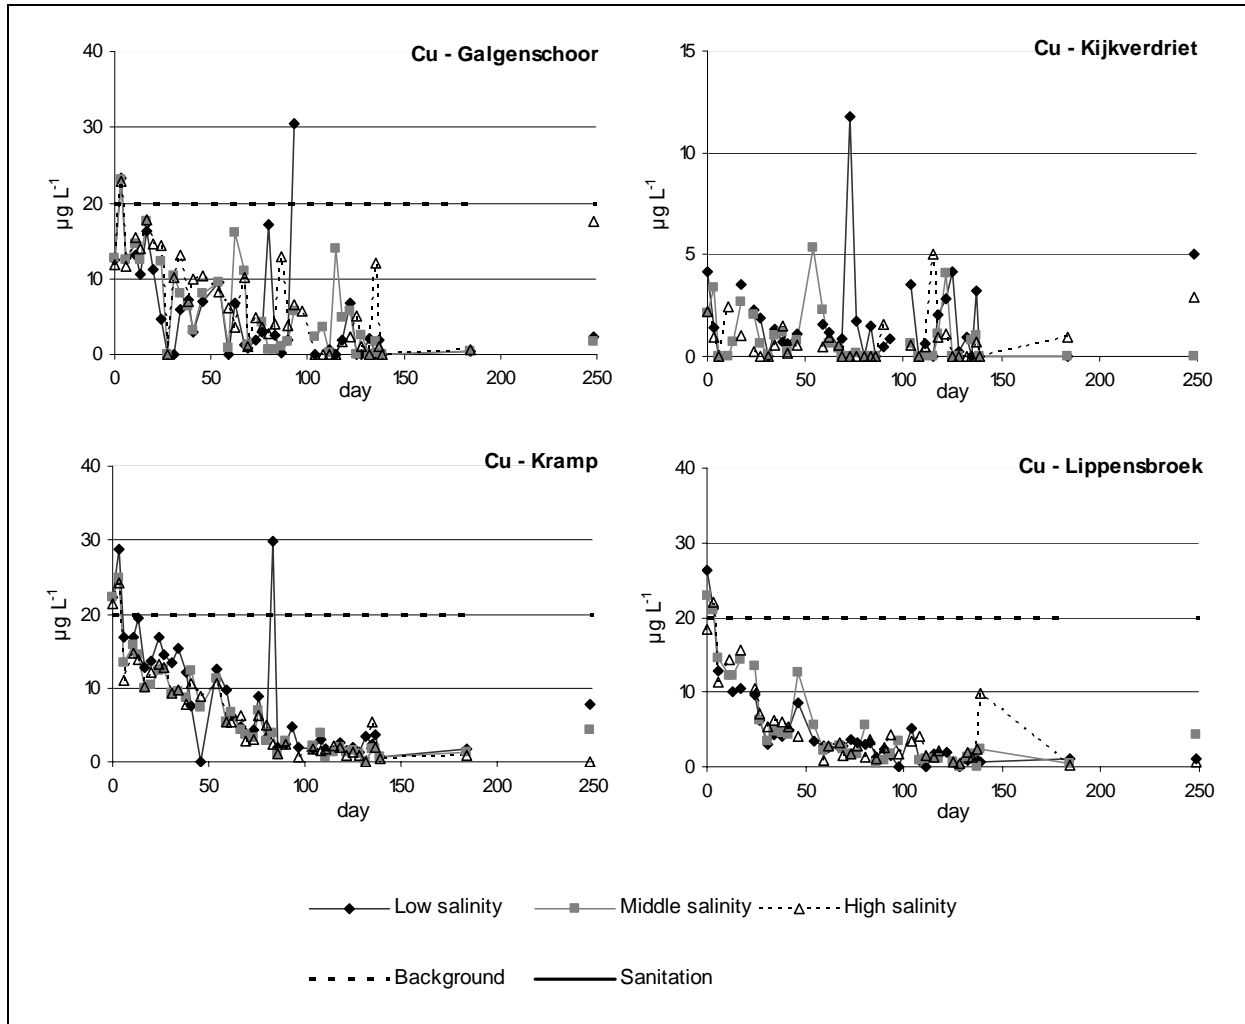 Cu - Galgenschoor
40
30
20
10
0
µg L-1
0 50 100 150 200 250
day
Cu - Kijkverdriet
15
10
5
0
µg L-1
0 50 100 150 200 250
day
Cu - Kramp
40
30
20
10
0
µg L-1
0 50 100 150 200 250
day
Cu - Lippensbroek
40
30
20
10
0
µg L-1
0 50 100 150 200 250
day
Low salinity Middle salinity High salinity
Background Sanitation